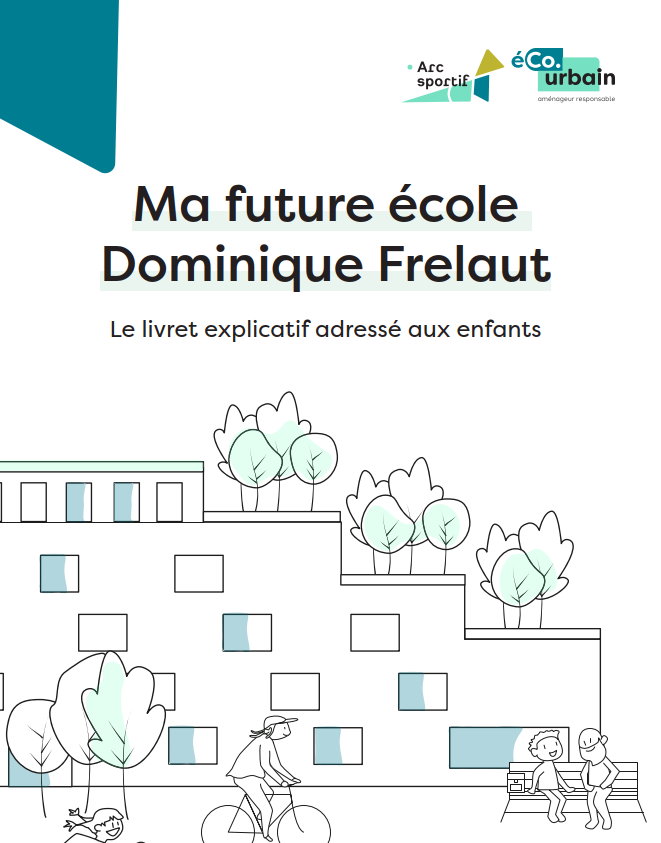 Arc
sportif
éCo.
urbain
aménageur responsable
Ma future école
Dominique Frelaut
Le livret explicatif adressé aux enfants